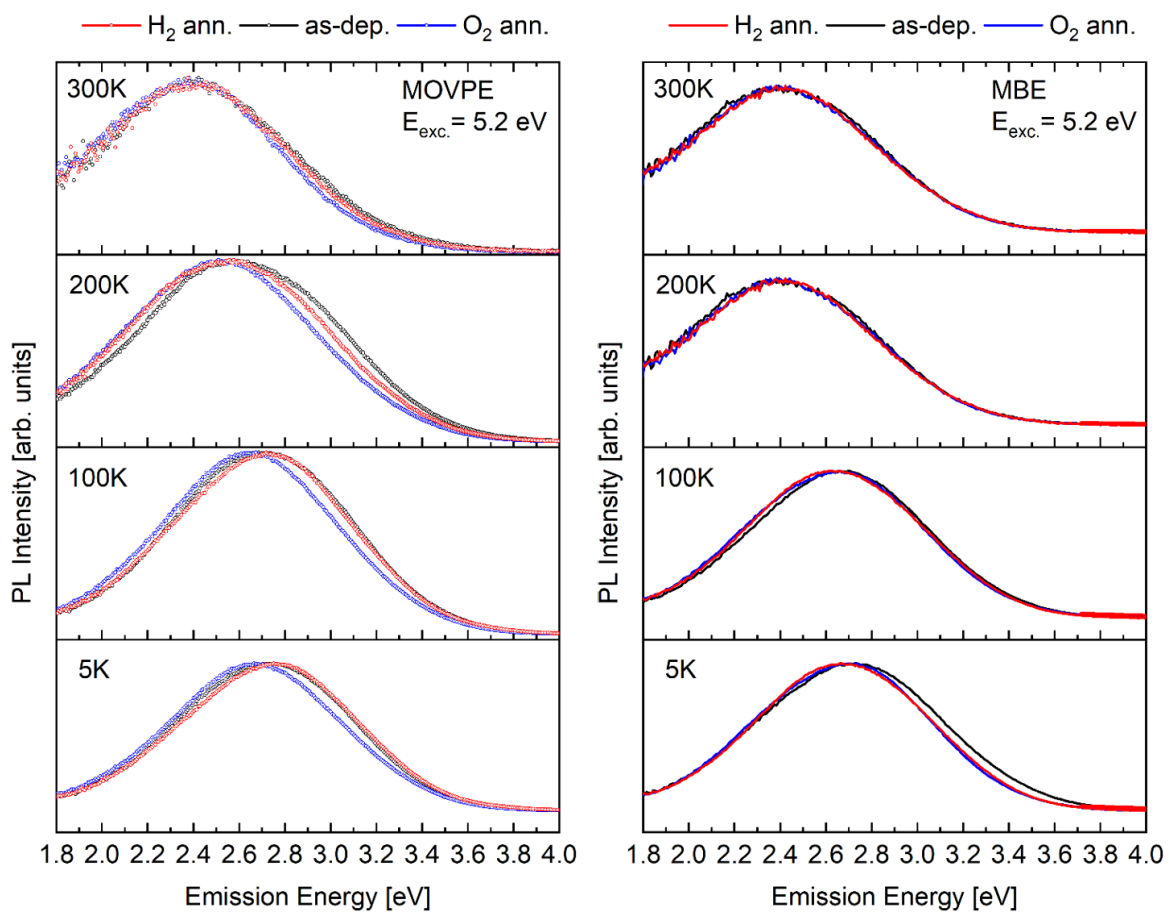 H2 ann. as-dep. O2 ann.
300K
MOVPE
Eexc. = 5.2 eV
200K
100K
5K
PL Intensity [arb. units]
1.8 2.0 2.2 2.4 2.6 2.8 3.0 3.2 3.4 3.6 3.8 4.0
Emission Energy [eV]
H2 ann. as-dep. O2 ann.
300K
MBE
Eexc. = 5.2 eV
200K
100K
5K
PL Intensity [arb. units]
1.8 2.0 2.2 2.4 2.6 2.8 3.0 3.2 3.4 3.6 3.8 4.0
Emission Energy [eV]